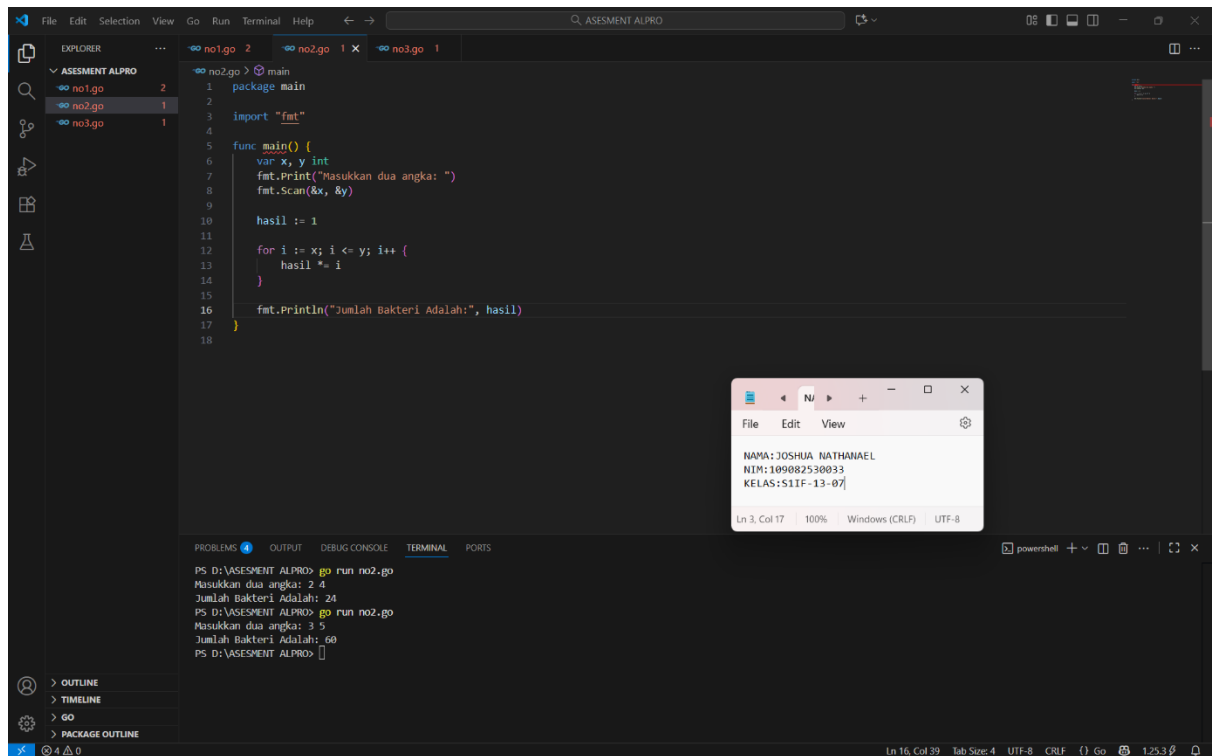 File Edit Selection View Go Run Terminal Help
ASESMENT ALPRO
EXPLORER
ASESMENT ALPRO
no1.go 2
no2.go 1
no3.go 1
OUTLINE
TIMELINE
GO
PACKAGE OUTLINE
no1.go 2 no2.go 1 no3.go 1
no2.go > main
1 package main
2
3 import "fmt"
4
5 func main() {
6 var x, y int
7 fmt.Print("Masukkan dua angka: ")
8 fmt.Scan(&x, &y)
9
10 hasil := 1
11
12 for i := x; i <= y; i++ {
13 hasil *= i
14 }
15
16 fmt.Println("Jumlah Bakteri Adalah:", hasil)
17 }
18
File Edit View
NAMA:JOSHUA NATHANAEL
NIM:109082530033
KELAS:S1IF-13-07
Ln 3, Col 17 100% Windows (CRLF) UTF-8
PROBLEMS 4 OUTPUT DEBUG CONSOLE TERMINAL PORTS
powershell
PS D:\ASESMENT ALPRO> go run no2.go
Masukkan dua angka: 2 4
Jumlah Bakteri Adalah: 24
PS D:\ASESMENT ALPRO> go run no2.go
Masukkan dua angka: 3 5
Jumlah Bakteri Adalah: 60
PS D:\ASESMENT ALPRO>
4 0
Ln 16, Col 39 Tab Size: 4 UTF-8 CRLF {} Go 1.25.3